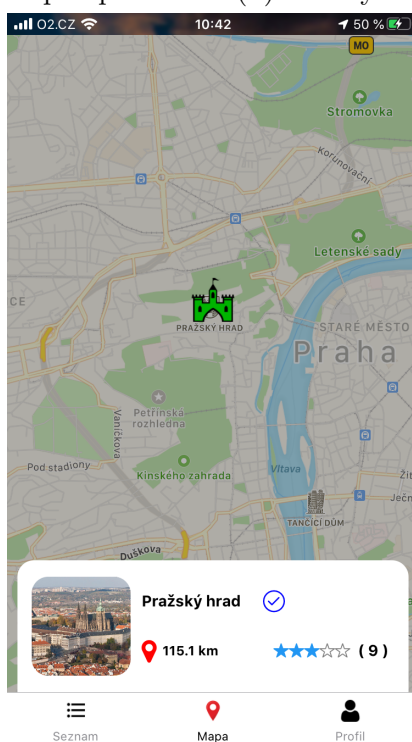 O2.CZ 10:42 50 %
MO
Stromovka
Korunovační
Letenské sady
CE
PRAŽSKÝ HRAD
STARÉ MĚSTO
Praha
Petřínská
rozhledna
Vaníčkova
Pod stadiony
Kinského zahrada
Vltava
Žit
Ječn
TANČÍCÍ DŮM
Duškova
Pražský hrad
115.1 km ( 9 )
Seznam Mapa Profil